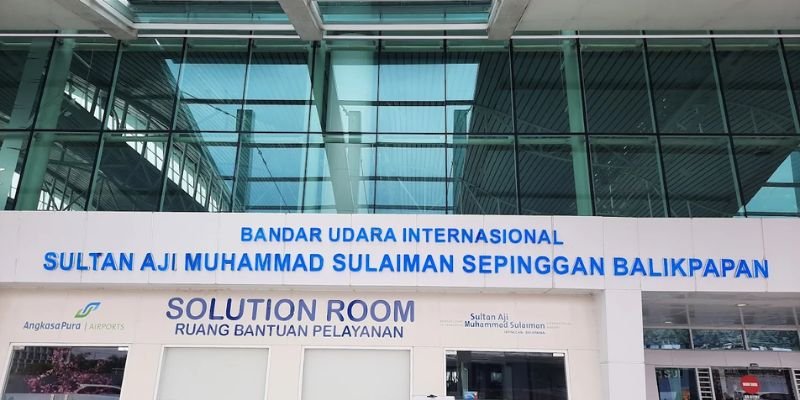 BANDAR UDARA INTERNASIONAL
SULTAN AJI MUHAMMAD SULAIMAN SEPINGGAN BALIKPAPAN
AngkasaPura | AIRPORTS
SOLUTION ROOM
RUANG BANTUAN PELAYANAN
Sultan Aji
Muhammed Sulaiman